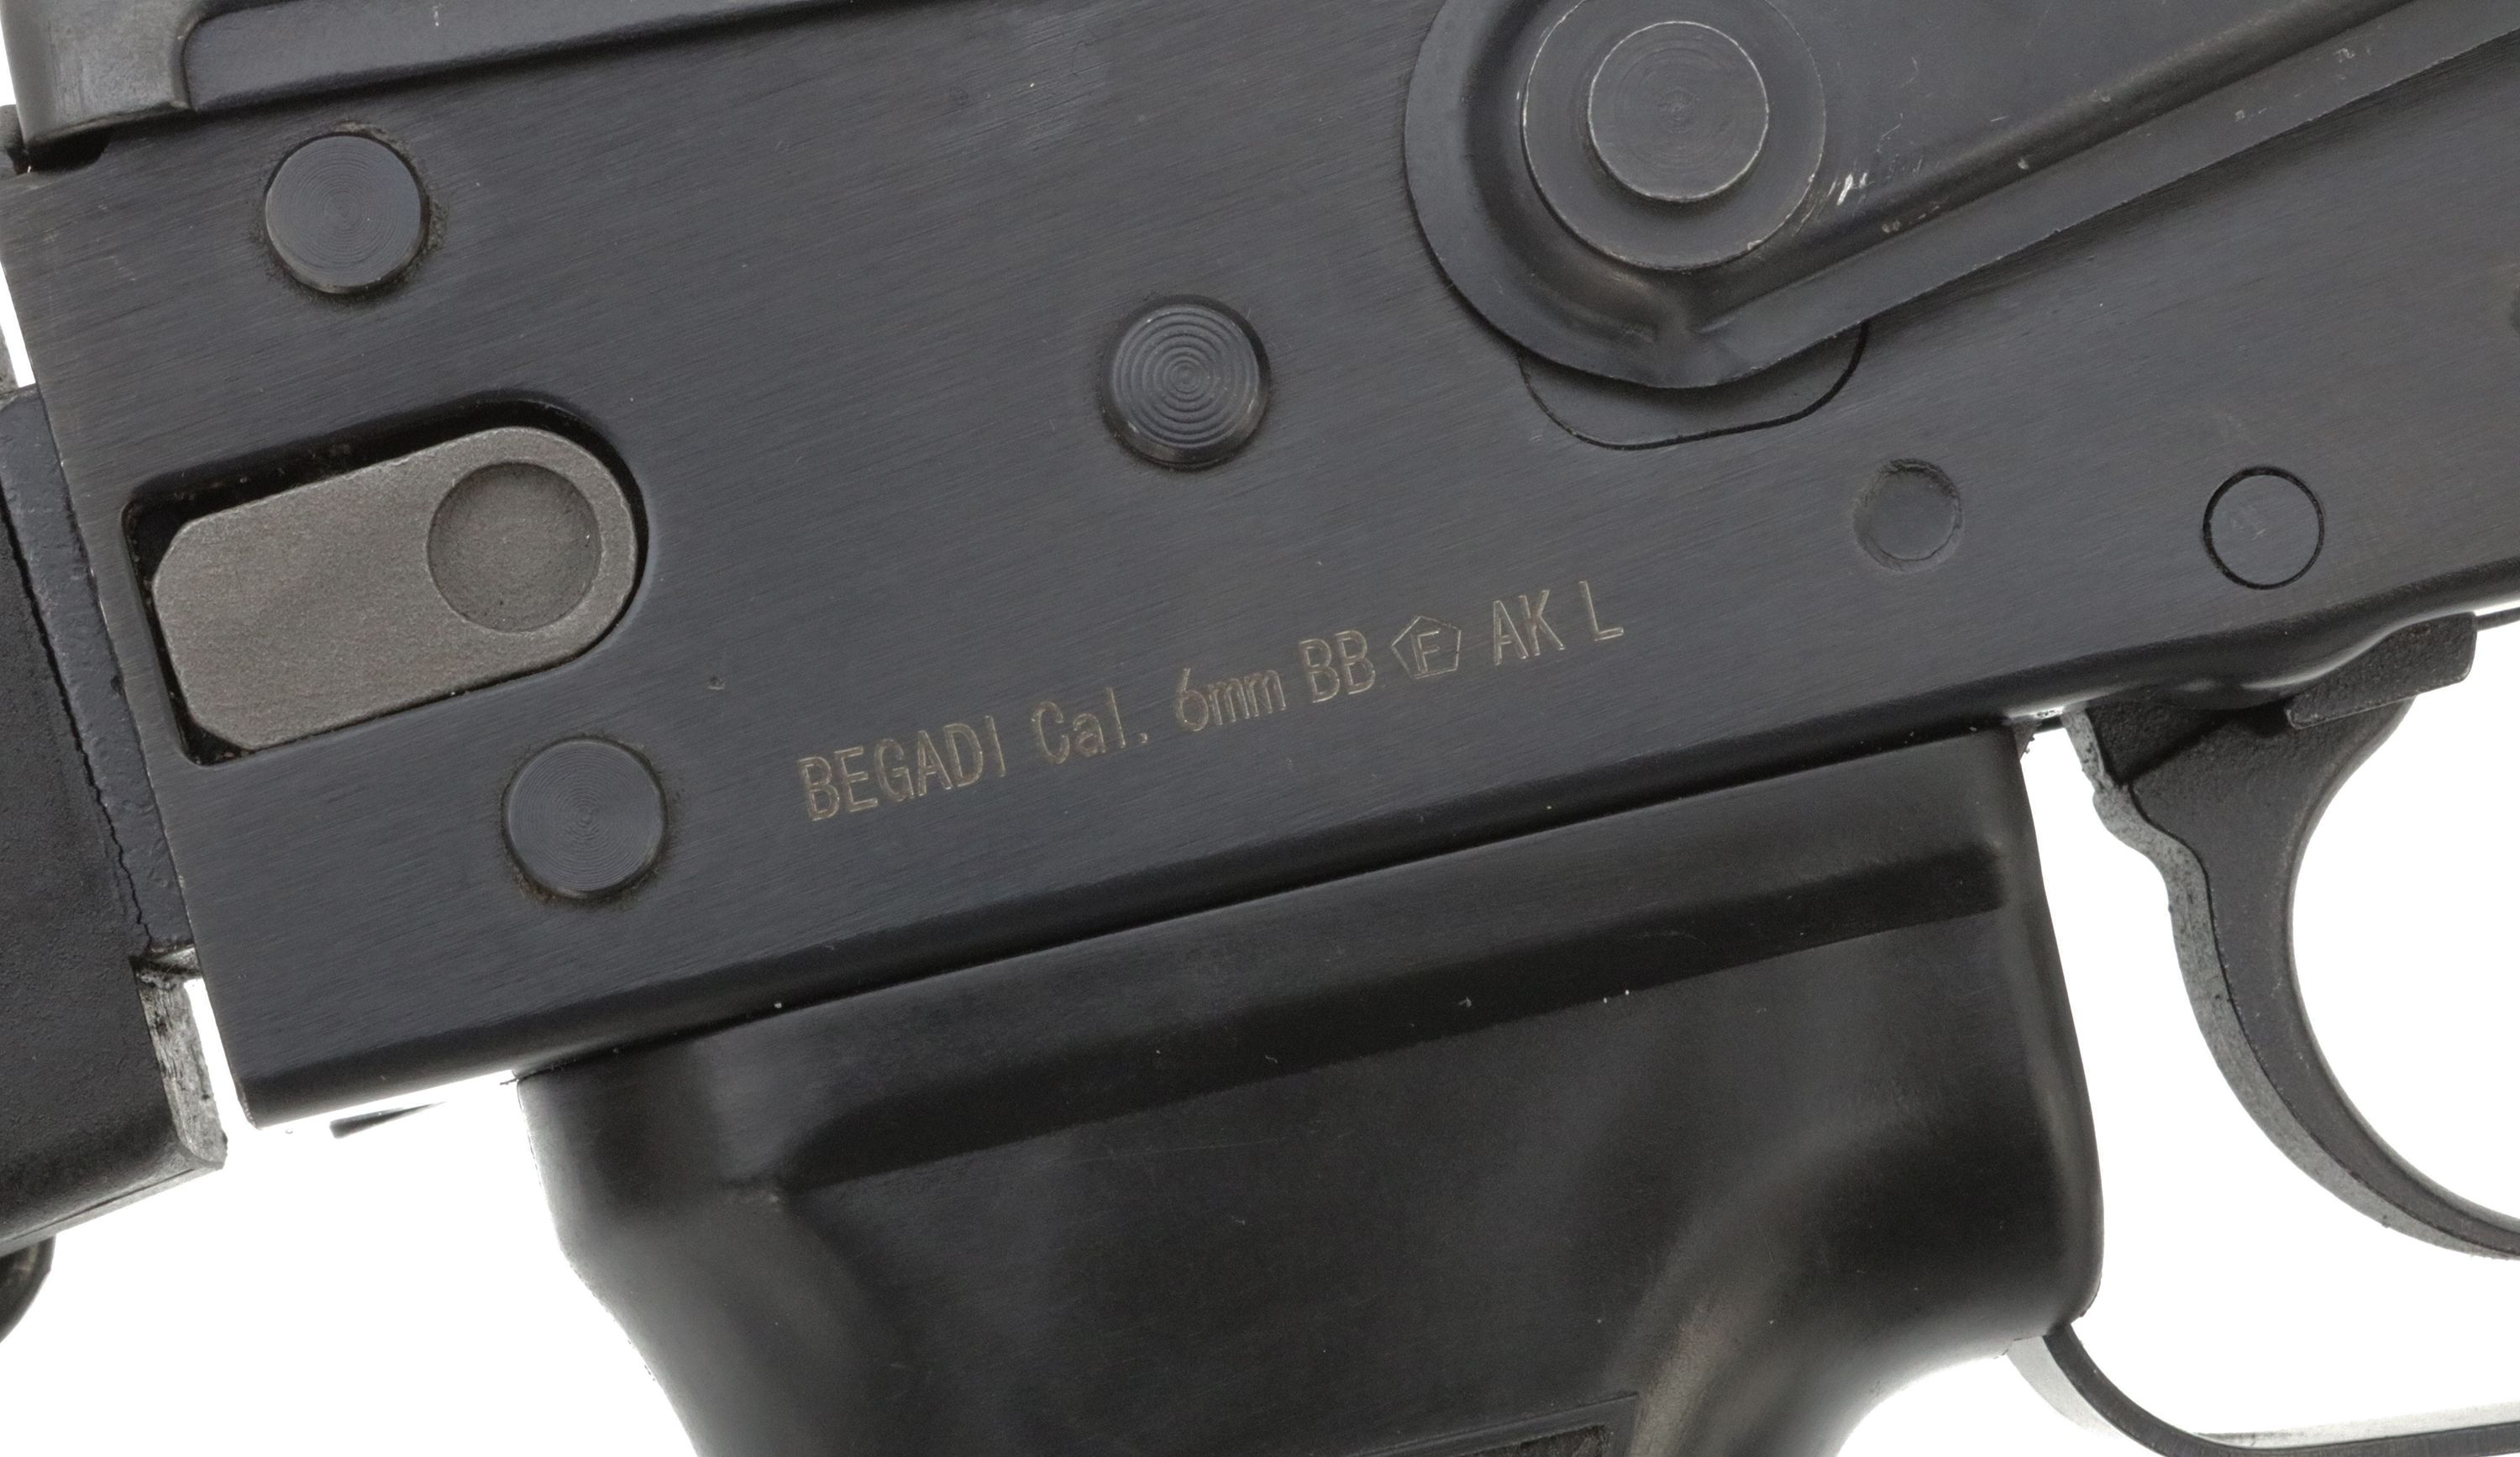 BEGADI Cal. 6mm BB F AK L